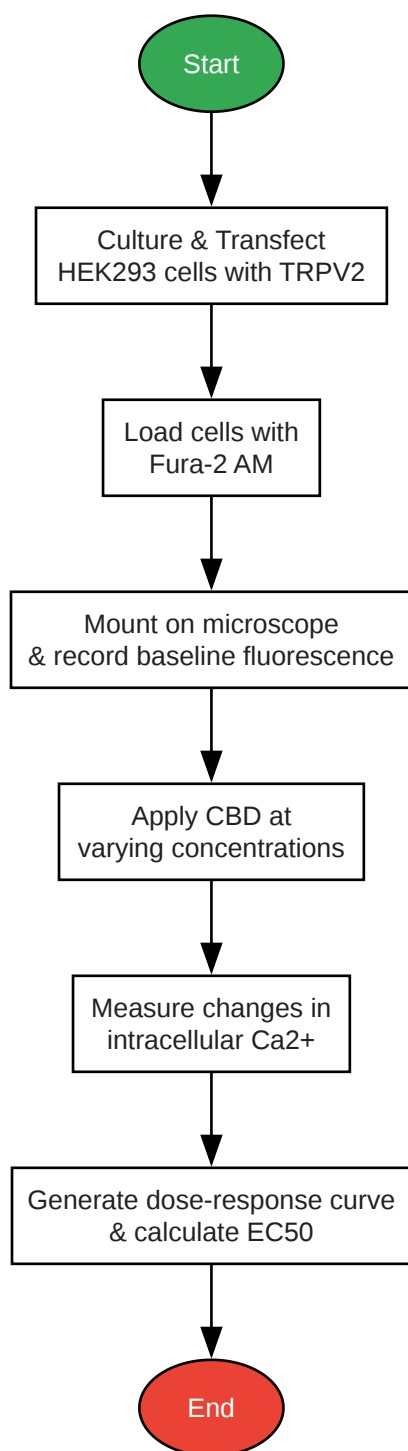 Start
Culture & Transfect
HEK293 cells with TRPV2
Load cells with
Fura-2 AM
Mount on microscope
& record baseline fluorescence
Apply CBD at
varying concentrations
Measure changes in
intracellular Ca2+
Generate dose-response curve
& calculate EC50
End